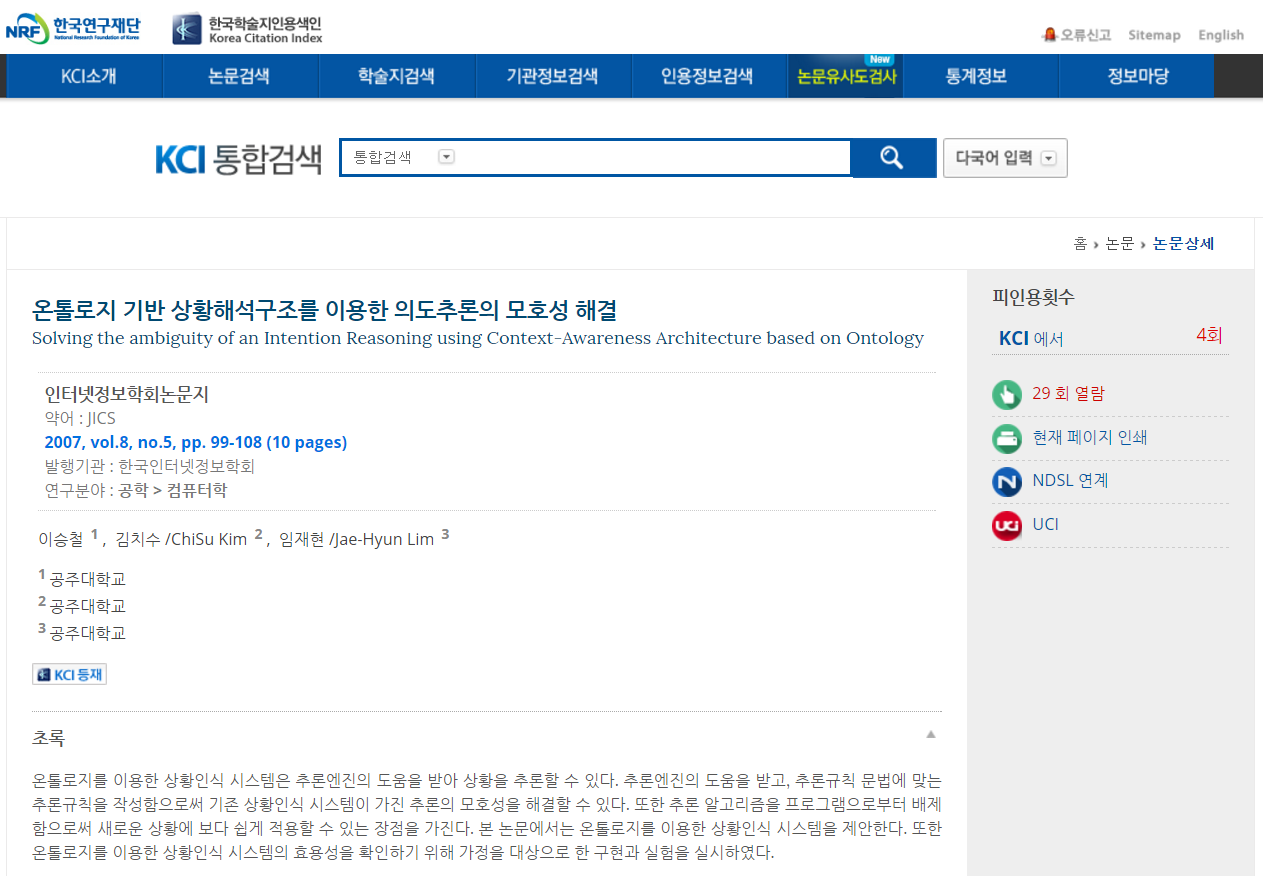 NRF 한국연구재단
National Research Foundation of Korea
한국학술지인용색인
Korea Citation Index
오류신고 Sitemap English
KCI소개 논문검색 학술지검색 기관정보검색 인용정보검색 논문유사도검사 New 통계정보 정보마당
KCI 통합검색 통합검색 다국어 입력
홈 › 논문 › 논문상세
온톨로지 기반 상황해석구조를 이용한 의도추론의 모호성 해결
Solving the ambiguity of an Intention Reasoning using Context-Awareness Architecture based on Ontology
인터넷정보학회논문지
약어 : JICS
2007, vol.8, no.5, pp. 99-108 (10 pages)
발행기관 : 한국인터넷정보학회
연구분야 : 공학 > 컴퓨터학
이승철 1 , 김치수 /ChiSu Kim 2 , 임재현 /Jae-Hyun Lim 3
1 공주대학교
2 공주대학교
3 공주대학교
KCI 등재
초록
온톨로지를 이용한 상황인식 시스템은 추론엔진의 도움을 받아 상황을 추론할 수 있다. 추론엔진의 도움을 받고, 추론규칙 문법에 맞는
추론규칙을 작성함으로써 기존 상황인식 시스템이 가진 추론의 모호성을 해결할 수 있다. 또한 추론 알고리즘을 프로그램으로부터 배제
함으로써 새로운 상황에 보다 쉽게 적용할 수 있는 장점을 가진다. 본 논문에서는 온톨로지를 이용한 상황인식 시스템을 제안한다. 또한
온톨로지를 이용한 상황인식 시스템의 효용성을 확인하기 위해 가정을 대상으로 한 구현과 실험을 실시하였다.
피인용횟수
KCI 에서 4회
29 회 열람
현재 페이지 인쇄
N NDSL 연계
uci UCI